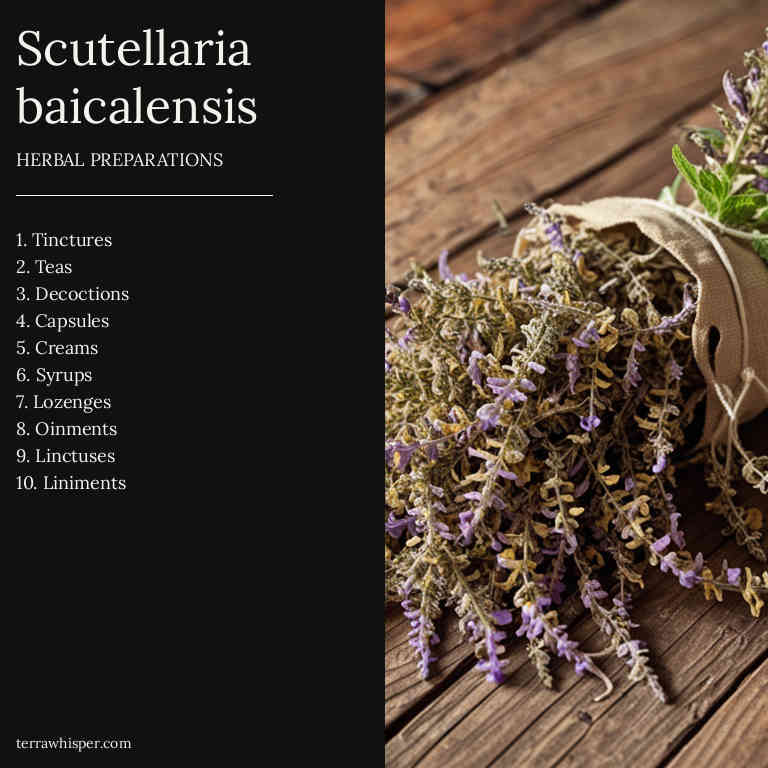 Scutellaria
baicalensis
HERBAL PREPARATIONS
1. Tinctures
2. Teas
3. Decoctions
4. Capsules
5. Creams
6. Syrups
7. Lozenges
8. Oinments
9. Linctuses
10. Liniments
terrawhisper.com